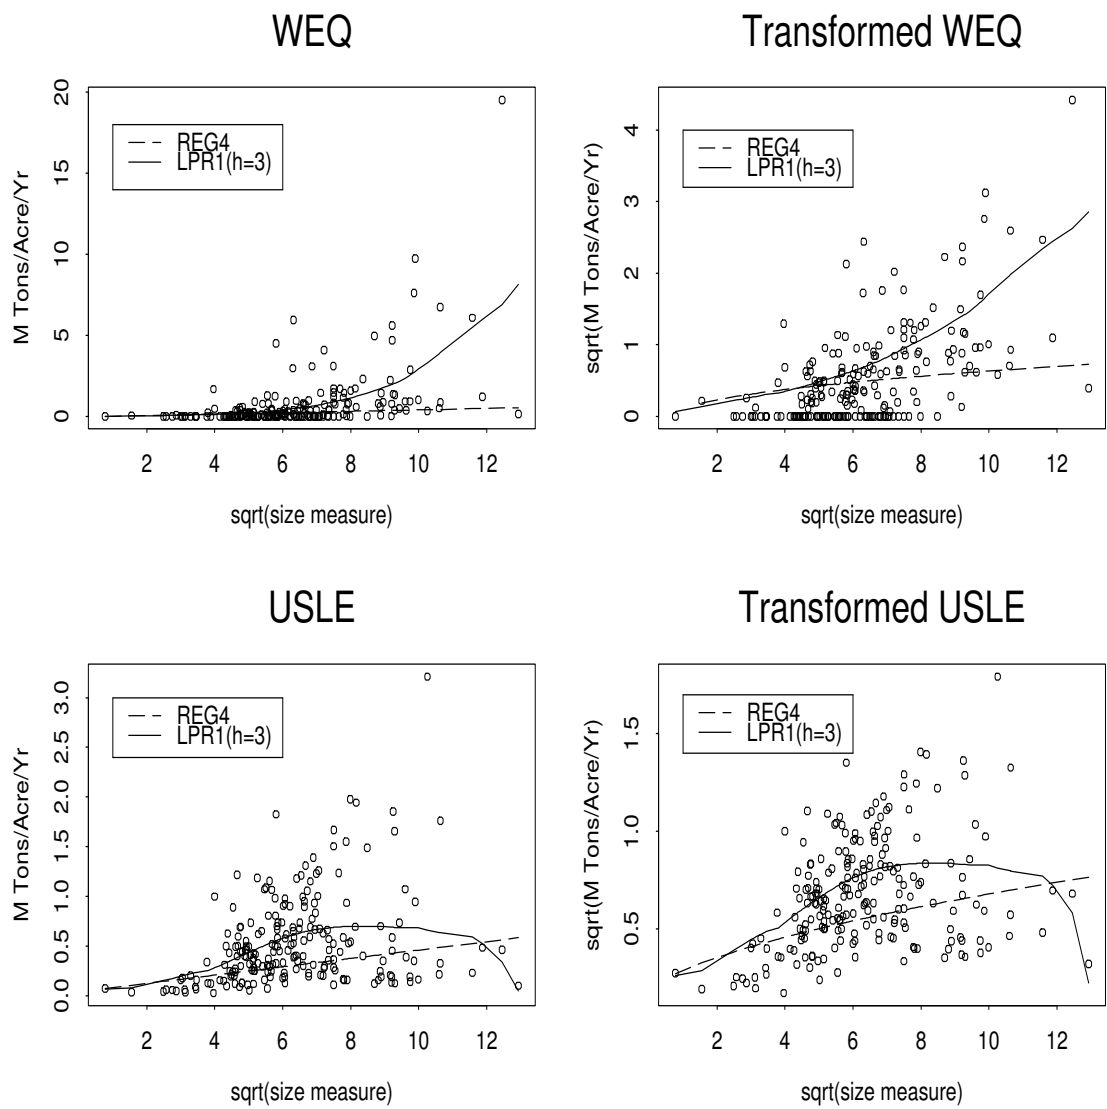 WEQ
M Tons/Acre/Yr
20
15
10
5
0
REG4
LPR1(h=3)
2 4 6 8 10 12
sqrt(size measure)
Transformed WEQ
sqrt(M Tons/Acre/Yr)
4
3
2
1
0
REG4
LPR1(h=3)
2 4 6 8 10 12
sqrt(size measure)
USLE
M Tons/Acre/Yr
3.0
2.5
2.0
1.5
1.0
0.5
0.0
REG4
LPR1(h=3)
2 4 6 8 10 12
sqrt(size measure)
Transformed USLE
sqrt(M Tons/Acre/Yr)
1.5
1.0
0.5
REG4
LPR1(h=3)
2 4 6 8 10 12
sqrt(size measure)